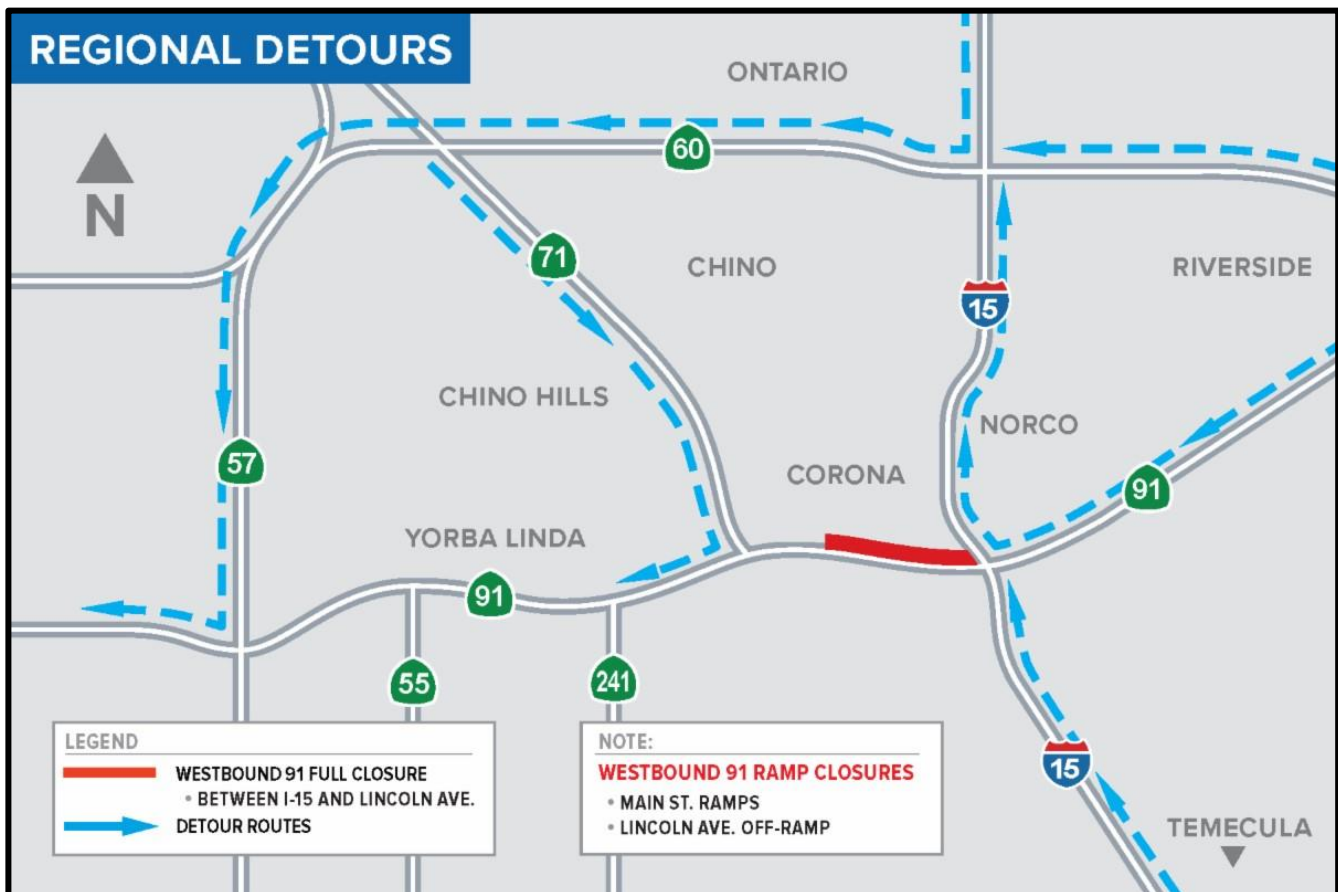 REGIONAL DETOURS
ONTARIO
60
N
71
CHINO
RIVERSIDE
15
CHINO HILLS
NORCO
57
CORONA
91
YORBA LINDA
91
55
241
LEGEND
WESTBOUND 91 FULL CLOSURE
• BETWEEN I-15 AND LINCOLN AVE.
DETOUR ROUTES
NOTE:
WESTBOUND 91 RAMP CLOSURES
• MAIN ST. RAMPS
• LINCOLN AVE. OFF-RAMP
15
TEMECULA